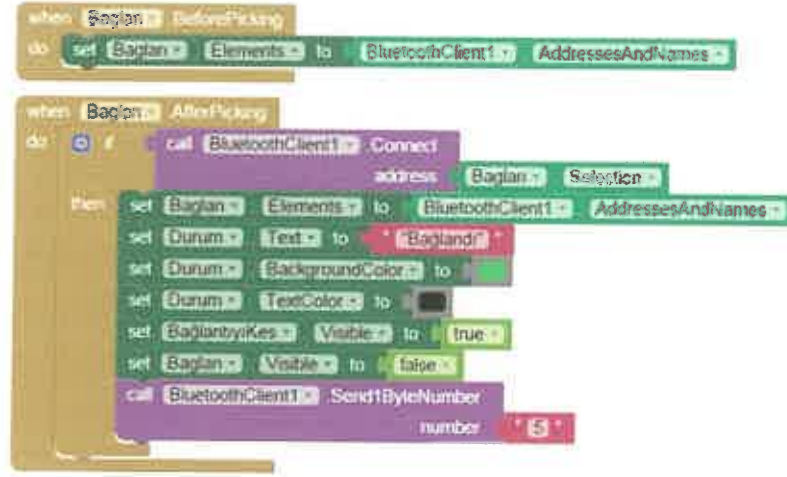 when Baglan BeforePicking
do set Baglan Elements to BluetoothClient1 AddressesAndNames
when Baglan AfterPicking
do if call BluetoothClient1 Connect
address Baglan Selection
then set Baglan Elements to BluetoothClient1 AddressesAndNames
set Durum Text to "Baglandı"
set Durum BackgroundColor to
set Durum TextColor to
set BaglantıyıKes Visible to true
set Baglan Visible to false
call BluetoothClient1 .Send1ByteNumber
number "5"